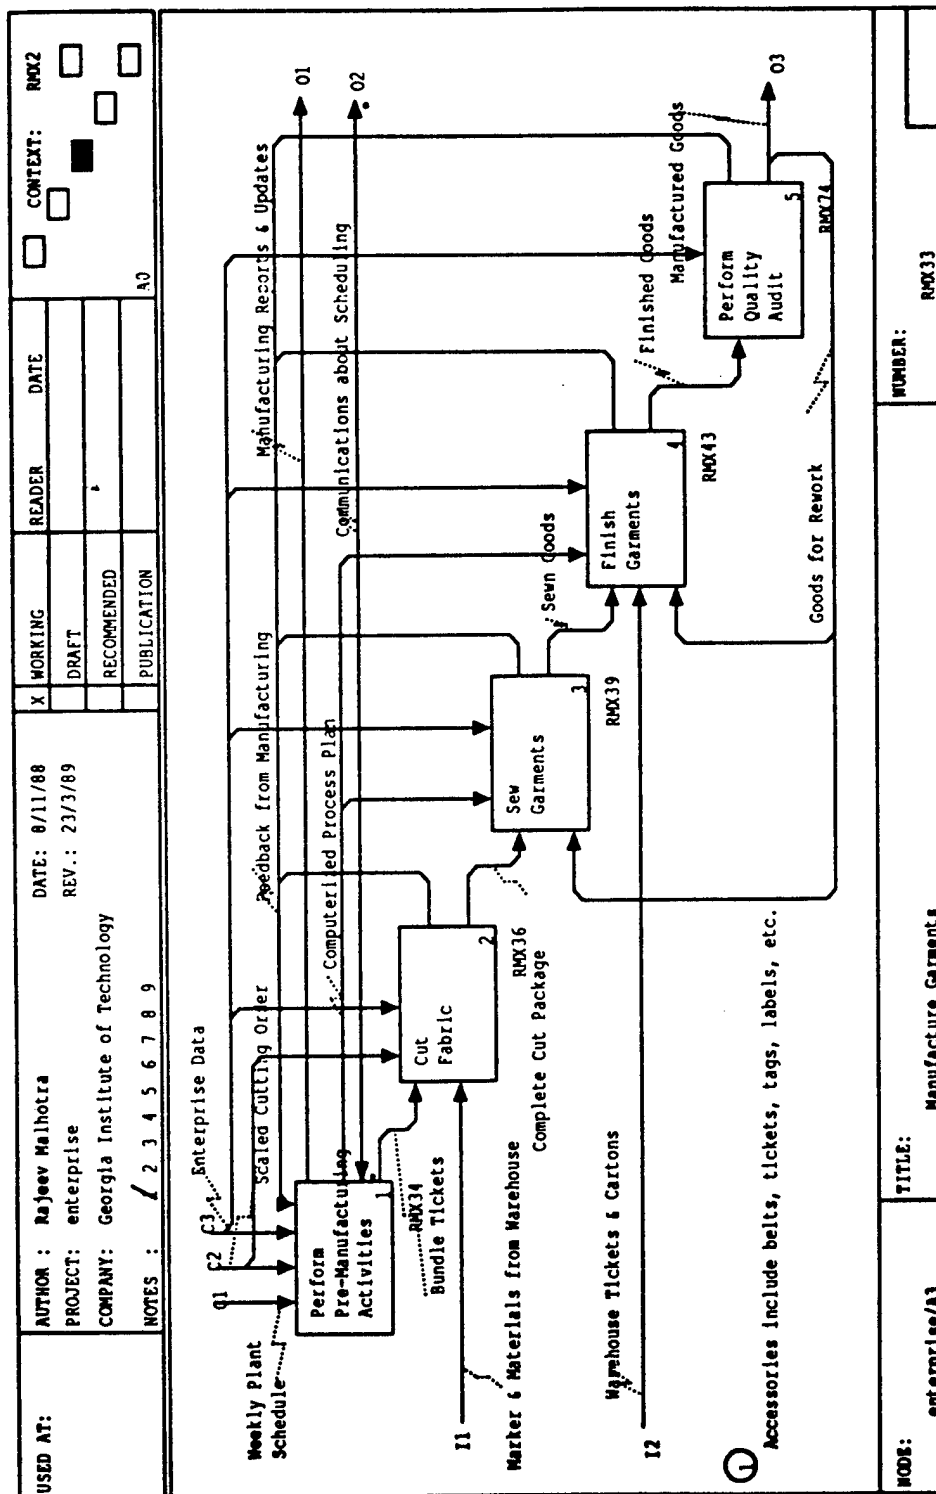 USED AT:
AUTHOR : Rajeev Malhotra
PROJECT: enterprise
COMPANY: Georgia Institute of Technology
NOTES : 1 2 3 4 5 6 7 8 9
DATE: 8/11/88
REV.: 23/3/89
X WORKING
DRAFT
RECOMMENDED
PUBLICATION
READER DATE
CONTEXT: RMX2
A0
C1
C2
C3
Enterprise Data
Weekly Plant
Schedule
Scaled Cutting Order
Feedback from Manufacturing
Computerized Process Plan
Manufacturing Reports & Updates
Communications about Scheduling
O1
O2
O3
Perform
Pre-Manufacturing
Activities
1
RMX34
Bundle Tickets
Cut
Fabric
2
RMX36
Complete Cut Package
Sew
Garments
3
RMX39
Sewn Goods
Finish
Garments
4
RMX43
Finished Goods
Manufactured Goods
Perform
Quality
Audit
5
RMX74
Goods for Rework
I1
Marker & Materials from Warehouse
I2
Warehouse Tickets & Cartons
1 Accessories include belts, tickets, tags, labels, etc.
NODE:
enterprise/A3
TITLE:
Manufacture Garments
NUMBER:
RMX33